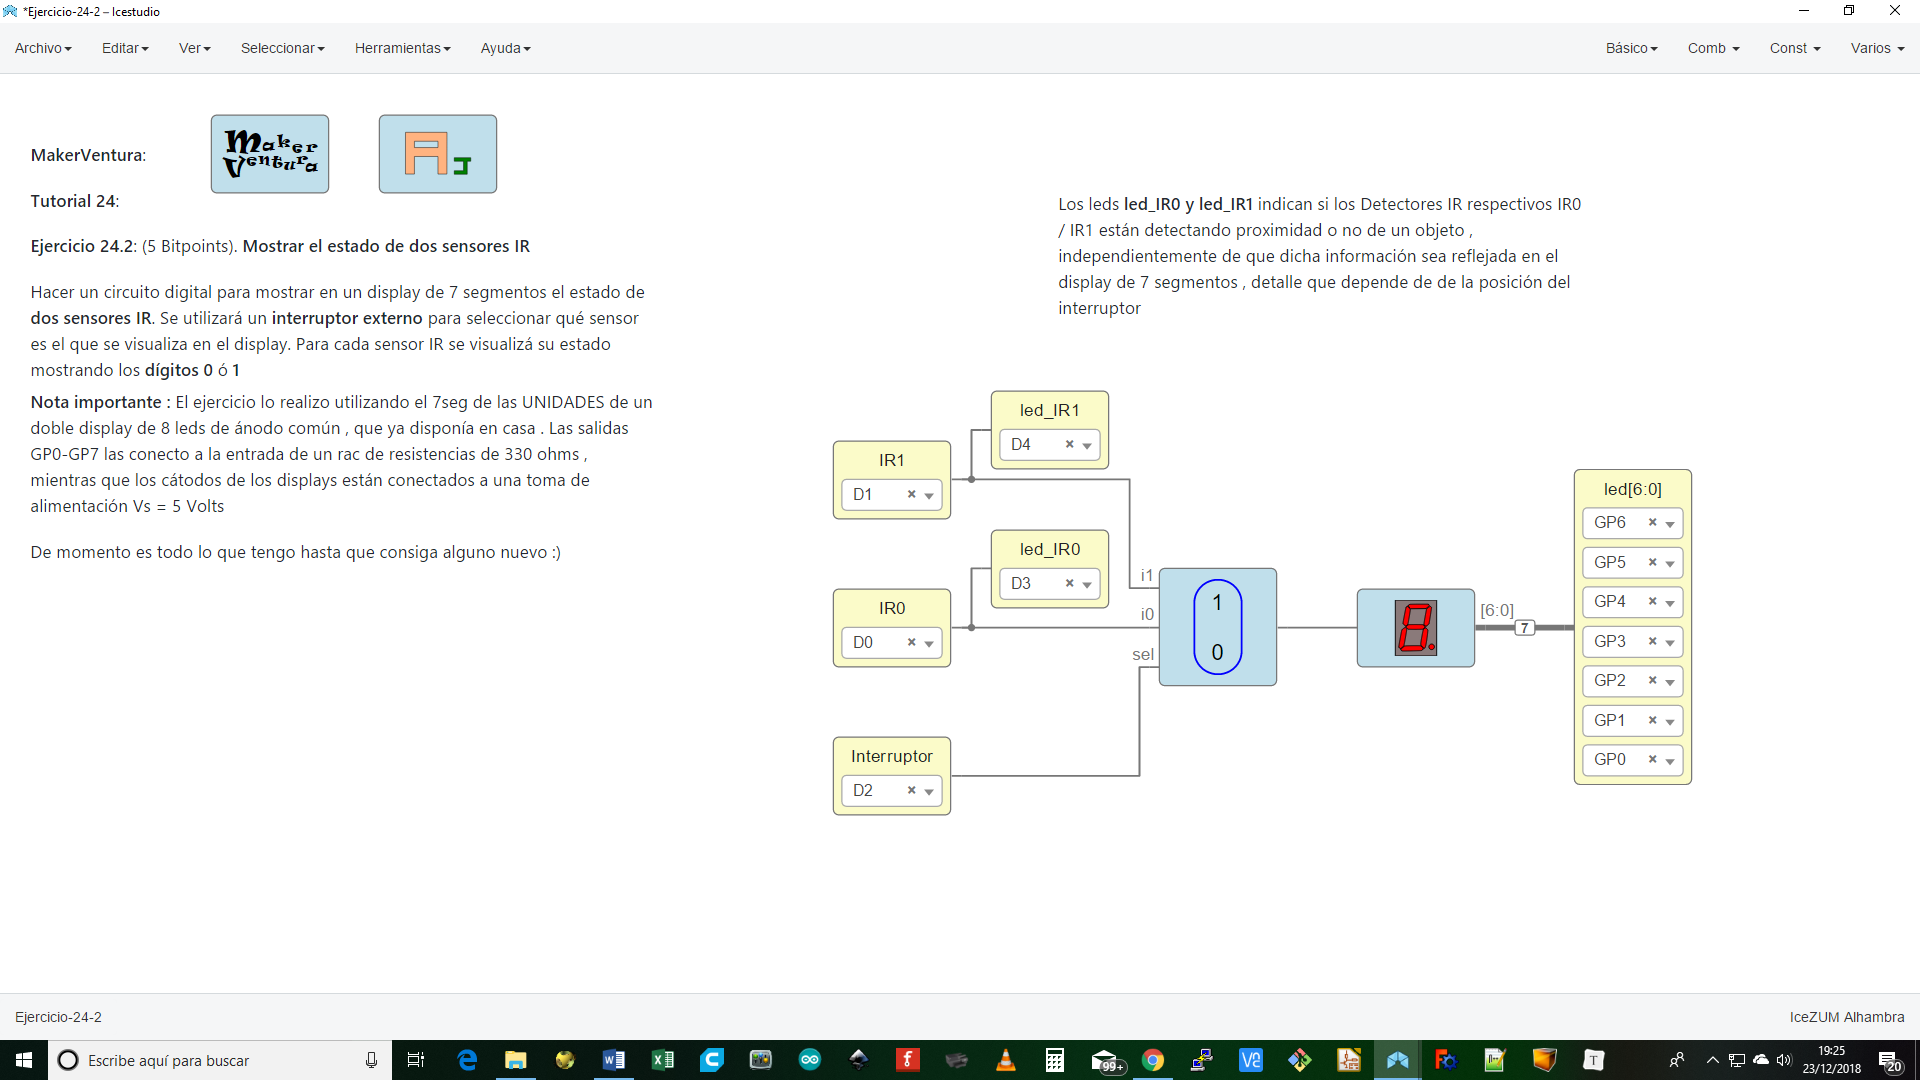 *Ejercicio-24-2 – Icestudio
Archivo Editar Ver Seleccionar Herramientas Ayuda Básico Comb Const Varios
MakerVentura:
Maker
Ventura
AJ
Tutorial 24:
Ejercicio 24.2: (5 Bitpoints). Mostrar el estado de dos sensores IR
Hacer un circuito digital para mostrar en un display de 7 segmentos el estado de
dos sensores IR. Se utilizará un interruptor externo para seleccionar qué sensor
es el que se visualiza en el display. Para cada sensor IR se visualizá su estado
mostrando los dígitos 0 ó 1
Nota importante : El ejercicio lo realizo utilizando el 7seg de las UNIDADES de un
doble display de 8 leds de ánodo común , que ya disponía en casa . Las salidas
GP0-GP7 las conecto a la entrada de un rac de resistencias de 330 ohms ,
mientras que los cátodos de los displays están conectados a una toma de
alimentación Vs = 5 Volts
De momento es todo lo que tengo hasta que consiga alguno nuevo :)
Los leds led_IR0 y led_IR1 indican si los Detectores IR respectivos IR0
/ IR1 están detectando proximidad o no de un objeto ,
independientemente de que dicha información sea reflejada en el
display de 7 segmentos , detalle que depende de de la posición del
interruptor
led_IR1
D4
IR1
D1
led_IR0
D3
IR0
D0
Interruptor
D2
i1
i0
sel
1
0
8.
[6:0]
7
led[6:0]
GP6
GP5
GP4
GP3
GP2
GP1
GP0
Ejercicio-24-2
IceZUM Alhambra
Escribe aquí para buscar
99+
19:25
23/12/2018
20